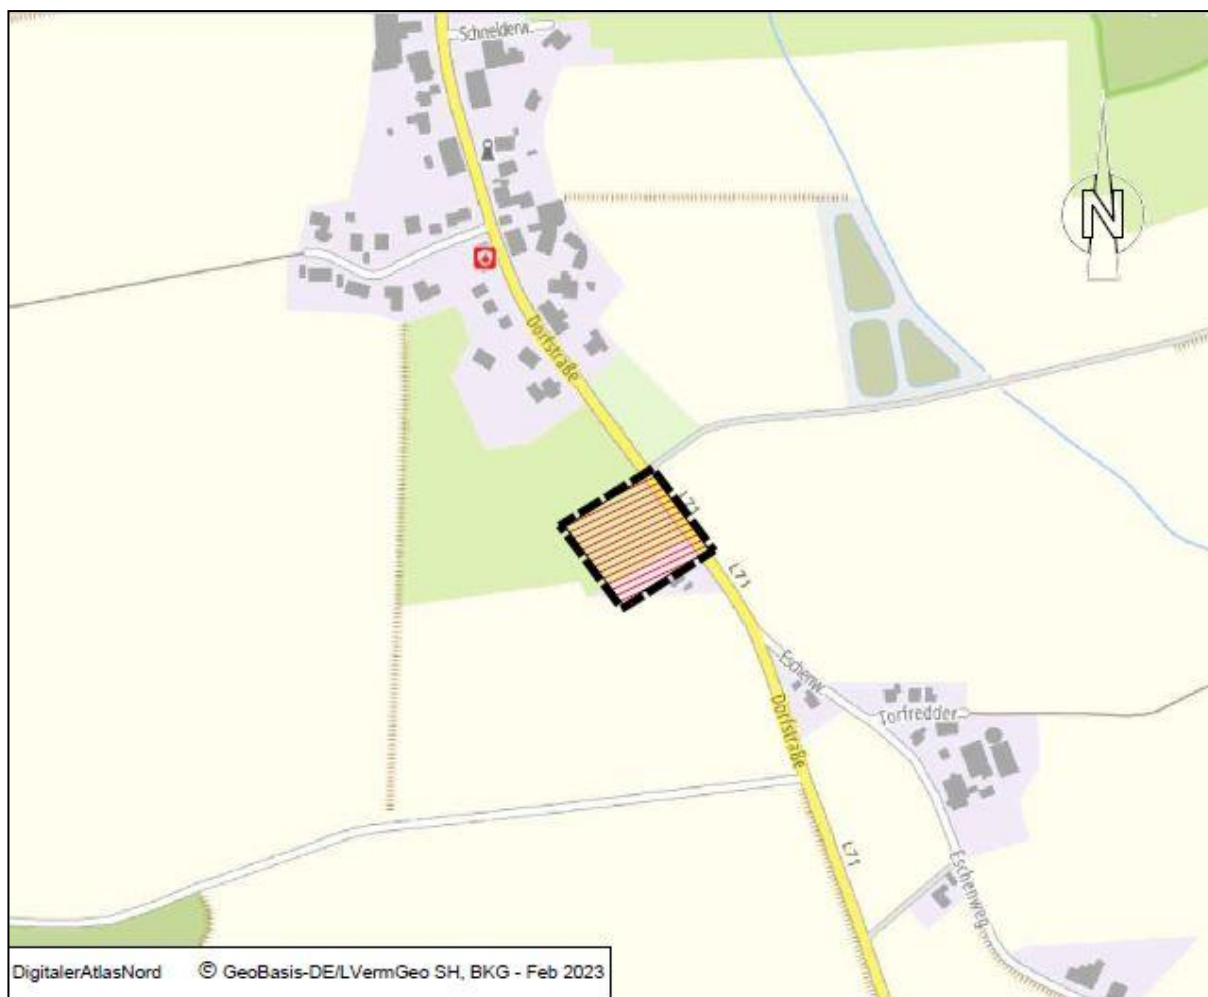 Schneiderw.
N
Dorfstraße
L71
L71
Eschenw.
Torfredder
Dorfstraße
L71
Eschenweg
DigitalerAtlasNord © GeoBasis-DE/LVermGeo SH, BKG - Feb 2023